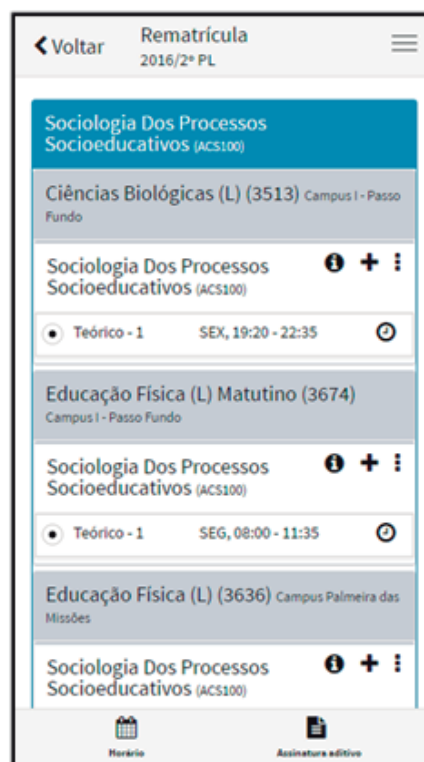 Voltar
Rematrícula
2016/2º PL
Sociologia Dos Processos
Socioeducativos (ACS100)
Ciências Biológicas (L) (3513) Campus I - Passo
Fundo
Sociologia Dos Processos
Socioeducativos (ACS100)
Teórico - 1 SEX, 19:20 - 22:35
Educação Física (L) Matutino (3674)
Campus I - Passo Fundo
Sociologia Dos Processos
Socioeducativos (ACS100)
Teórico - 1 SEG, 08:00 - 11:35
Educação Física (L) (3636) Campus Palmeira das
Missões
Sociologia Dos Processos
Socioeducativos (ACS100)
Horário
Assinatura aditivo